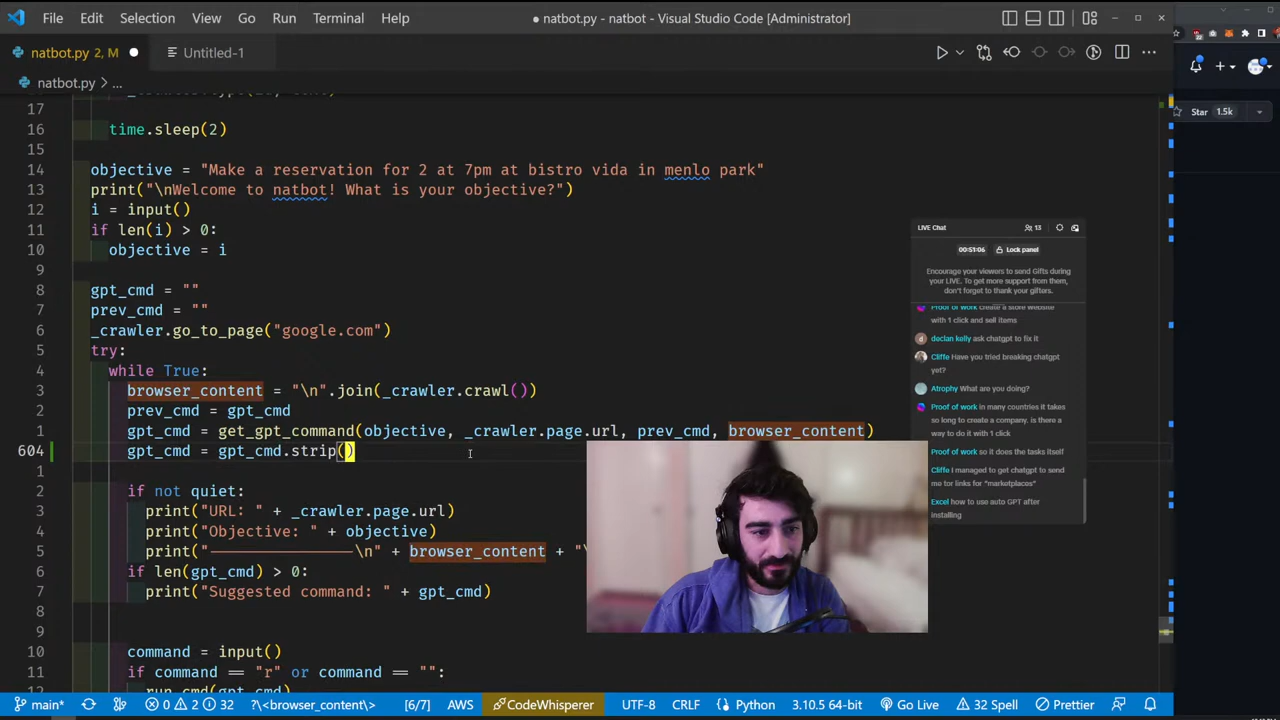 File Edit Selection View Go Run Terminal Help
● natbot.py - natbot - Visual Studio Code [Administrator]
natbot.py 2, M ●
Untitled-1
natbot.py > ...
17
16 time.sleep(2)
15
14 objective = "Make a reservation for 2 at 7pm at bistro vida in menlo park"
13 print("\nWelcome to natbot! What is your objective?")
12 i = input()
11 if len(i) > 0:
10 objective = i
9
8 gpt_cmd = ""
7 prev_cmd = ""
6 _crawler.go_to_page("google.com")
5 try:
4 while True:
3 browser_content = "\n".join(_crawler.crawl())
2 prev_cmd = gpt_cmd
1 gpt_cmd = get_gpt_command(objective, _crawler.page.url, prev_cmd, browser_content)
604 gpt_cmd = gpt_cmd.strip()
1
2 if not quiet:
3 print("URL: " + _crawler.page.url)
4 print("Objective: " + objective)
5 print("――――――――\n" + browser_content + "\
6 if len(gpt_cmd) > 0:
7 print("Suggested command: " + gpt_cmd)
8
9
10 command = input()
11 if command == "r" or command == "":
12 run_cmd(gpt_cmd)
LIVE Chat 13
00:51:06 Lock panel
Encourage your viewers to send Gifts during
your LIVE. To get more support from them,
don't forget to thank your gifters.
Proof of work create a store website
with 1 click and sell items
declan kelly ask chatgpt to fix it
Cliffe Have you tried breaking chatgpt
yet?
Atrophy What are you doing?
Proof of work in many countries it takes
so long to create a company. is there
way to do it with 1 click
Proof of work so it does the tasks itself
Cliffe I managed to get chatgpt to send
me tor links for "marketplaces"
Excel how to use auto GPT after
installing
Star 1.5k
main* 0 2 32 ?\<browser_content\> [6/7] AWS CodeWhisperer UTF-8 CRLF Python 3.10.5 64-bit Go Live 32 Spell Prettier